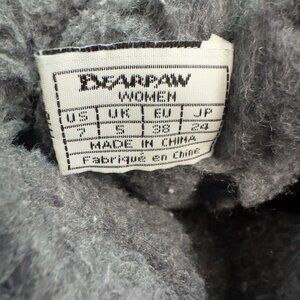 BEARPAW
WOMEN
US UK EU JP
7 5 38 24
MADE IN CHINA
Fabriqué en Chine